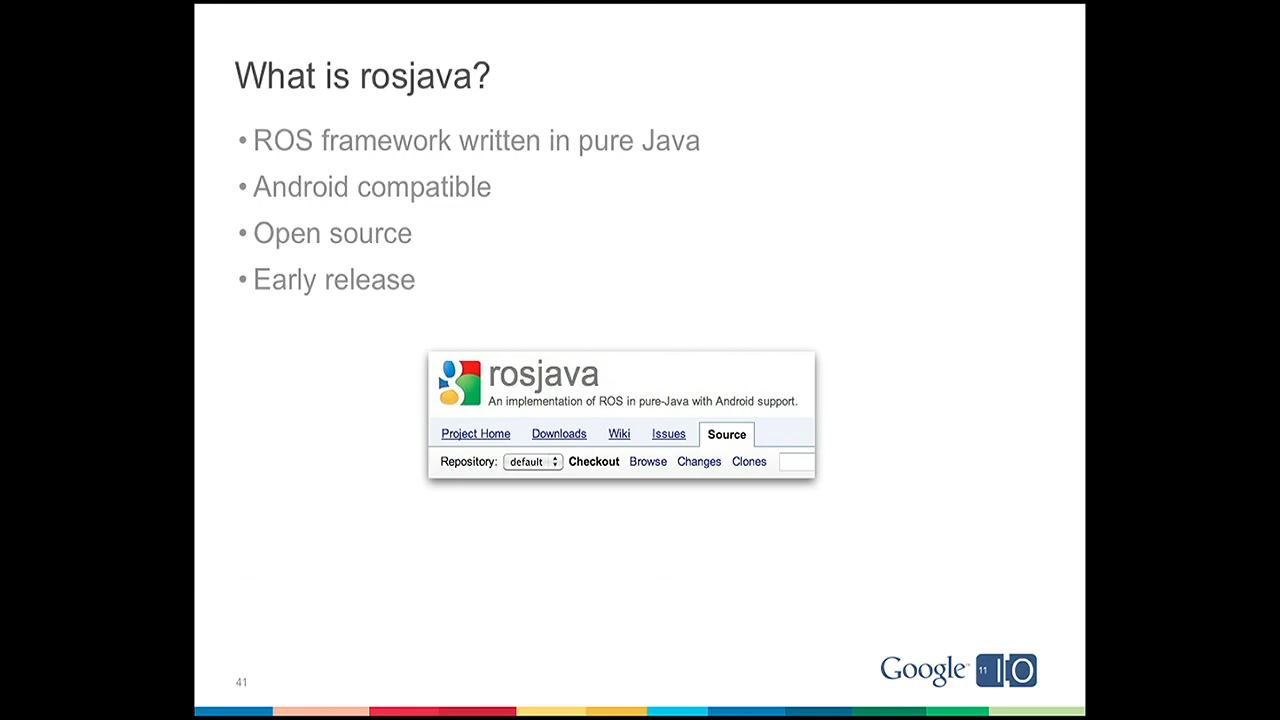 What is rosjava?
• ROS framework written in pure Java
• Android compatible
• Open source
• Early release
rosjava
An implementation of ROS in pure-Java with Android support.
Project Home Downloads Wiki Issues Source
Repository: default Checkout Browse Changes Clones
41
Google 11 IO